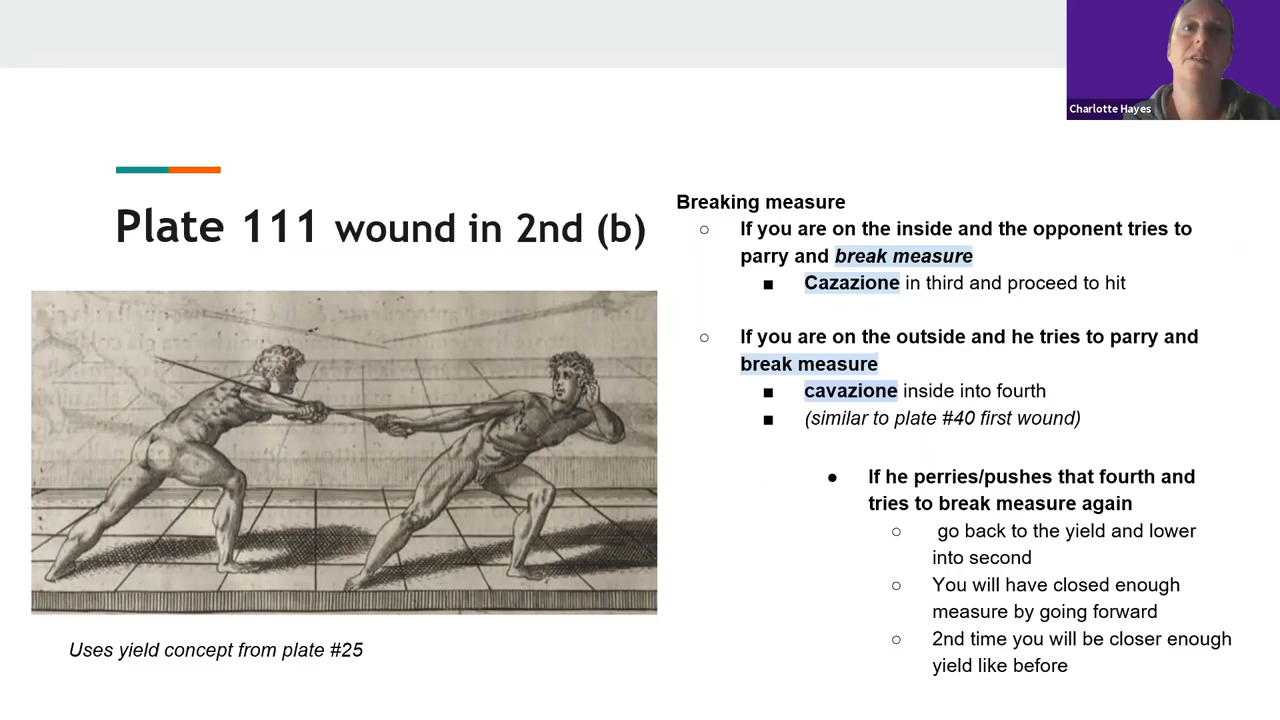 Charlotte Hayes
Plate 111 wound in 2nd (b)
Uses yield concept from plate #25
Breaking measure
○ If you are on the inside and the opponent tries to
parry and break measure
■ Cazazione in third and proceed to hit
○ If you are on the outside and he tries to parry and
break measure
■ cavazione inside into fourth
■ (similar to plate #40 first wound)
● If he perries/pushes that fourth and
tries to break measure again
○ go back to the yield and lower
into second
○ You will have closed enough
measure by going forward
○ 2nd time you will be closer enough
yield like before